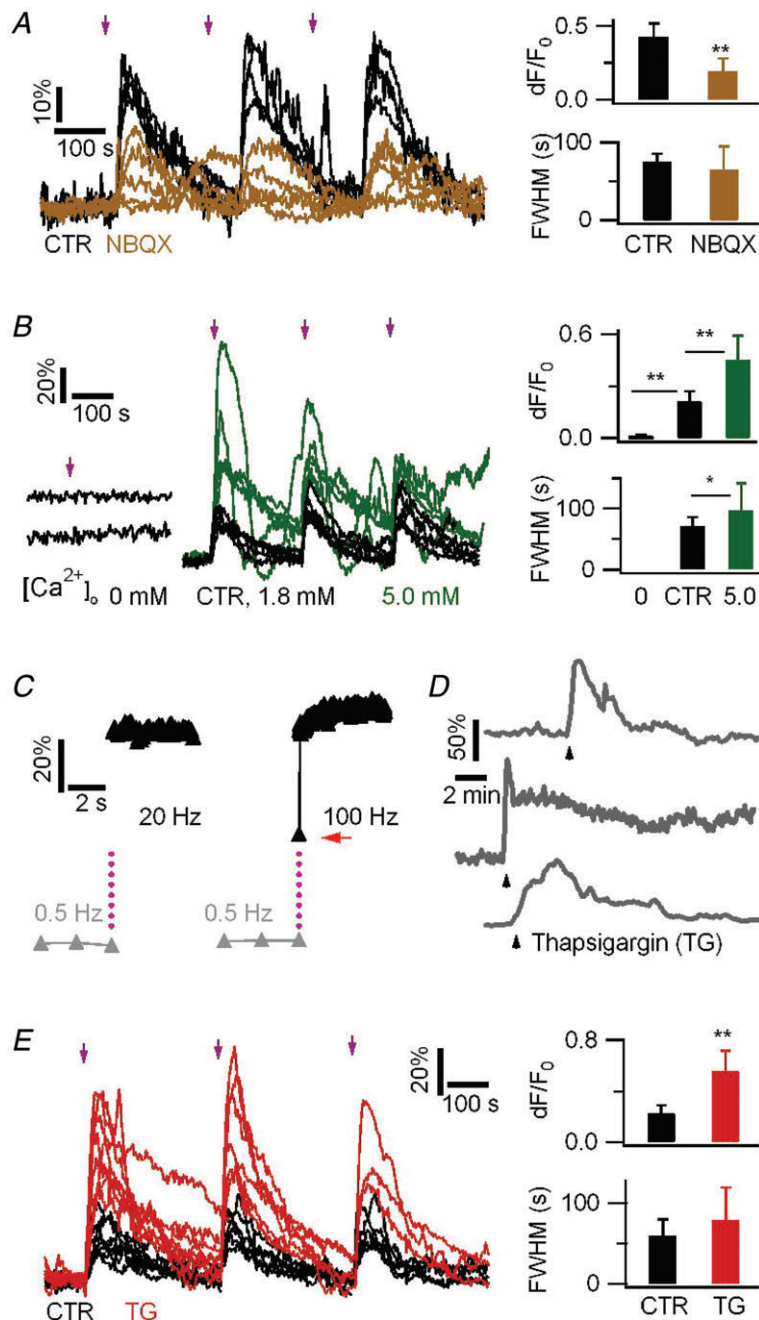 A
10%
100 s
CTR NBQX
dF/F0
0.5
0.0
**
FWHM (s)
100
0
CTR NBQX
B
20%
100 s
[Ca2+]o 0 mM CTR, 1.8 mM 5.0 mM
dF/F0
0.6
0.0
** **
FWHM (s)
100
0
*
0 CTR 5.0
C
20%
2 s
20 Hz 100 Hz
0.5 Hz 0.5 Hz
D
50%
2 min
Thapsigargin (TG)
E
20%
100 s
CTR TG
dF/F0
0.8
0.0
**
FWHM (s)
100
0
CTR TG